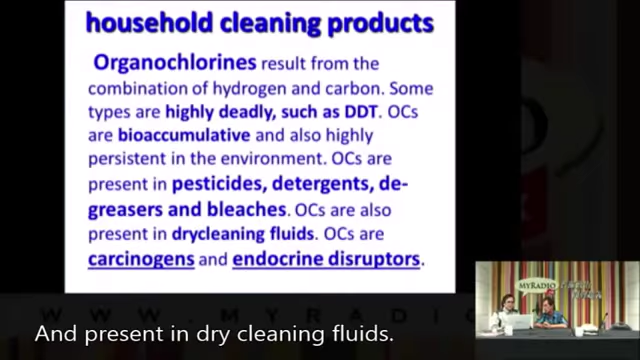 household cleaning products
Organochlorines result from the
combination of hydrogen and carbon. Some
types are highly deadly, such as DDT. OCs
are bioaccumulative and also highly
persistent in the environment. OCs are
present in pesticides, detergents, de-
greasers and bleaches. OCs are also
present in drycleaning fluids. OCs are
carcinogens and endocrine disruptors.
MYRADIO
And present in dry cleaning fluids.